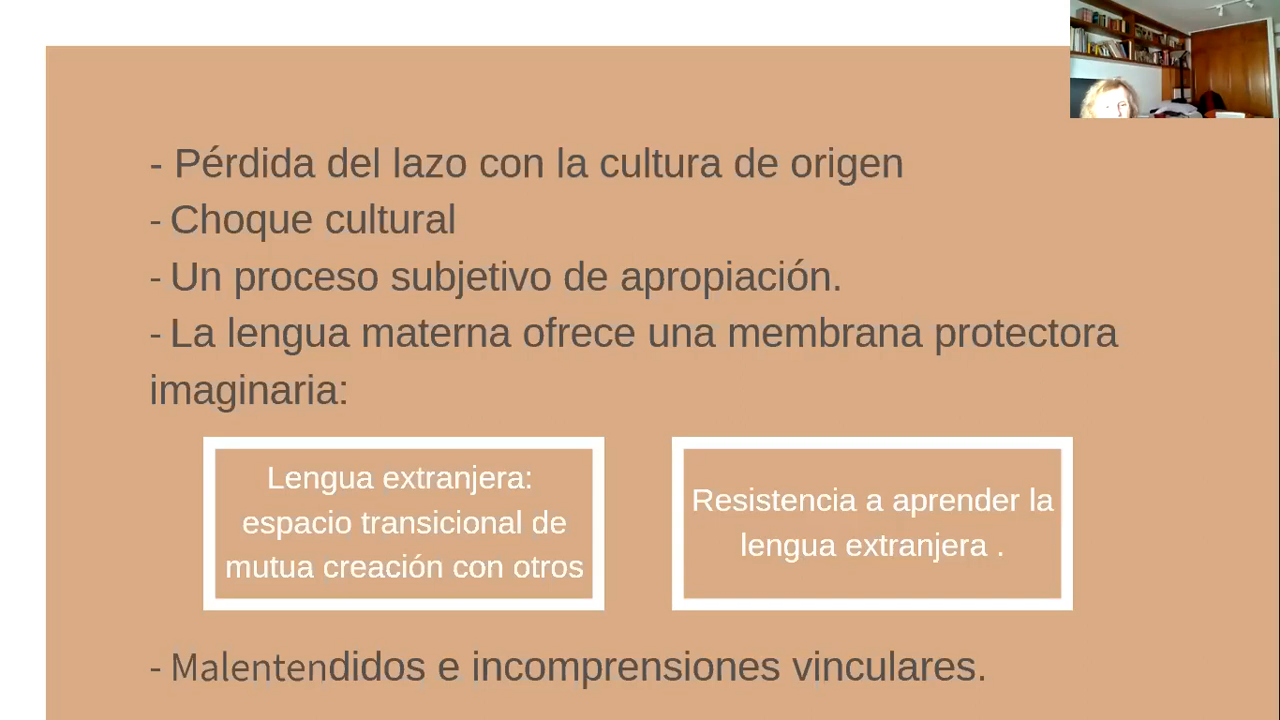 - Pérdida del lazo con la cultura de origen
- Choque cultural
- Un proceso subjetivo de apropiación.
- La lengua materna ofrece una membrana protectora
imaginaria:
Lengua extranjera:
espacio transicional de
mutua creación con otros
Resistencia a aprender la
lengua extranjera .
- Malentendidos e incomprensiones vinculares.